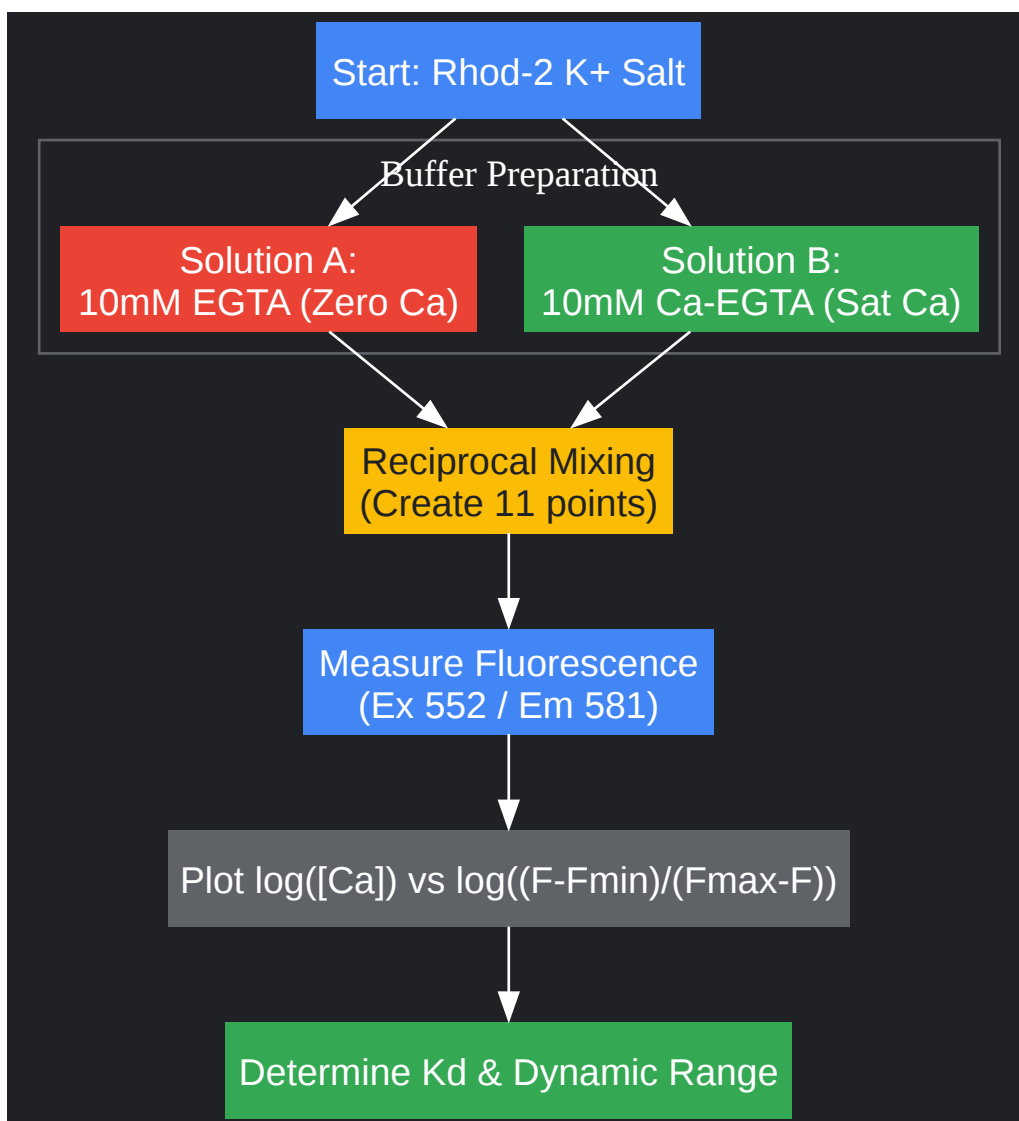 Start: Rhod-2 K+ Salt
Buffer Preparation
Solution A:
10mM EGTA (Zero Ca)
Solution B:
10mM Ca-EGTA (Sat Ca)
Reciprocal Mixing
(Create 11 points)
Measure Fluorescence
(Ex 552 / Em 581)
Plot log([Ca]) vs log((F-Fmin)/(Fmax-F))
Determine Kd & Dynamic Range